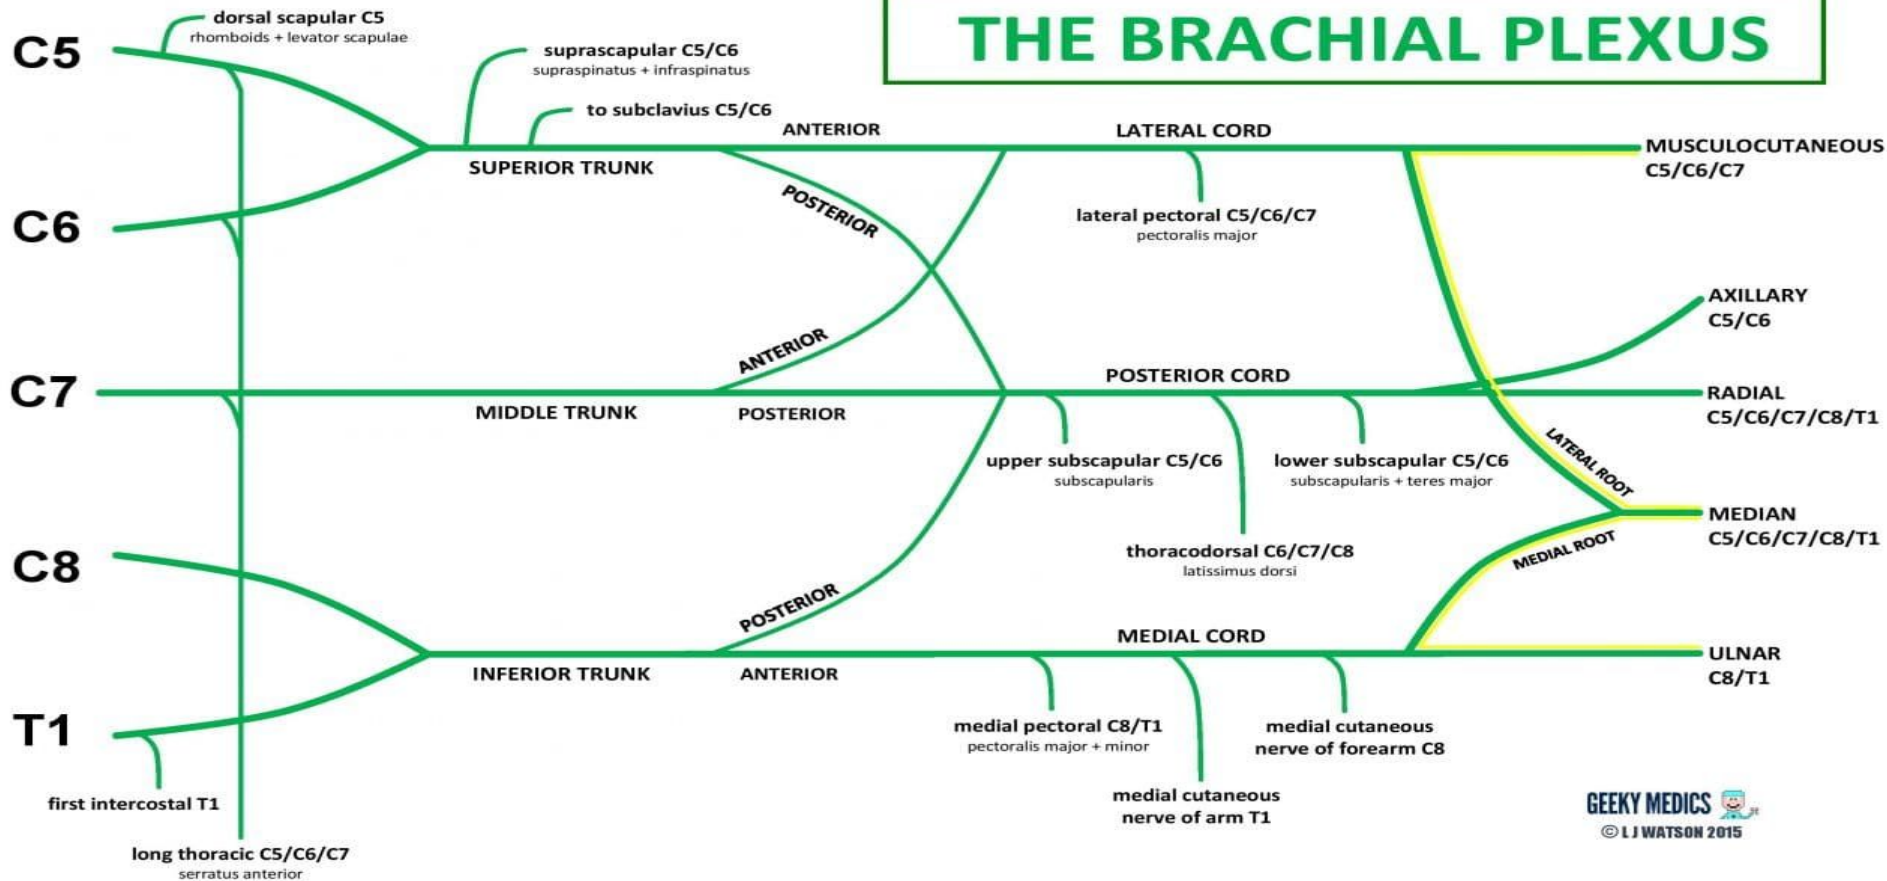 THE BRACHIAL PLEXUS
C5
dorsal scapular C5
rhomboids + levator scapulae
suprascapular C5/C6
supraspinatus + infraspinatus
to subclavius C5/C6
ANTERIOR
LATERAL CORD
SUPERIOR TRUNK
MUSCULOCUTANEOUS
C5/C6/C7
POSTERIOR
lateral pectoral C5/C6/C7
pectoralis major
C6
AXILLARY
C5/C6
ANTERIOR
C7
POSTERIOR CORD
MIDDLE TRUNK
POSTERIOR
RADIAL
C5/C6/C7/C8/T1
upper subscapular C5/C6
subscapularis
lower subscapular C5/C6
subscapularis + teres major
LATERAL ROOT
MEDIAN
C5/C6/C7/C8/T1
thoracodorsal C6/C7/C8
latissimus dorsi
MEDIAL ROOT
C8
POSTERIOR
MEDIAL CORD
INFERIOR TRUNK
ANTERIOR
ULNAR
C8/T1
T1
medial pectoral C8/T1
pectoralis major + minor
medial cutaneous
nerve of forearm C8
medial cutaneous
nerve of arm T1
first intercostal T1
long thoracic C5/C6/C7
serratus anterior
GEEKY MEDICS
© L J WATSON 2015